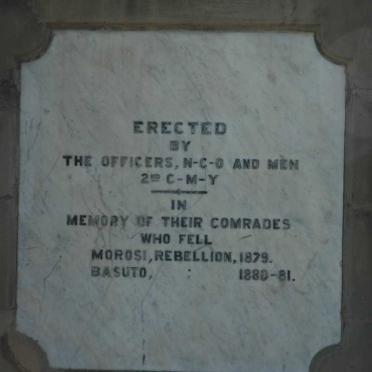 ERECTED
BY
THE OFFICERS, N-C-O AND MEN
2ND C-M-Y
IN
MEMORY OF THEIR COMRADES
WHO FELL
MOROSI, REBELLION, 1879.
BASUTO, : 1880-81.